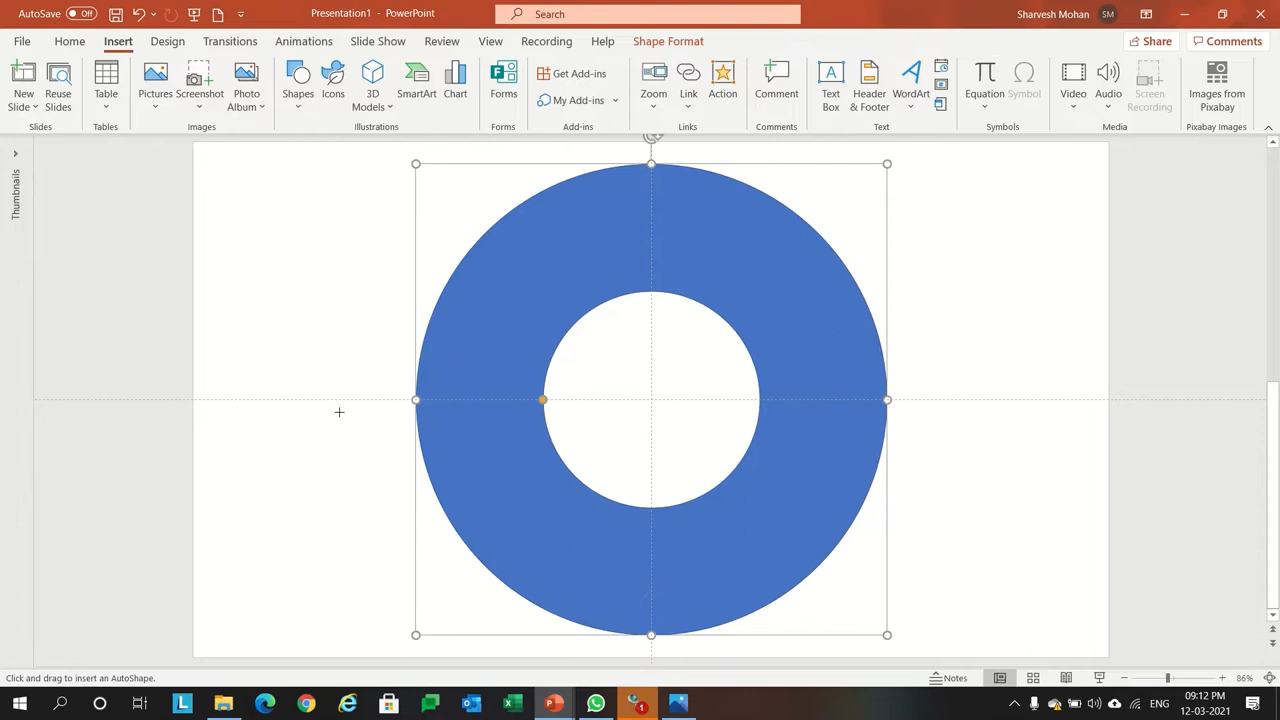 AutoSave Off Presentation1 - PowerPoint Search Sharvesh Mohan SM
File Home Insert Design Transitions Animations Slide Show Review View Recording Help Shape Format Share Comments
New Slide Reuse Slides Table Pictures Screenshot Photo Album Shapes Icons 3D Models SmartArt Chart Forms Get Add-ins My Add-ins Zoom Link Action Comment Text Box Header & Footer WordArt Equation Symbol Video Audio Screen Recording Images from Pixabay
Slides Tables Images Illustrations Forms Add-ins Links Comments Text Symbols Media Pixabay Images
Thumbnails
Click and drag to insert an AutoShape. Notes 86%
1 ENG 09:12 PM
12-03-2021